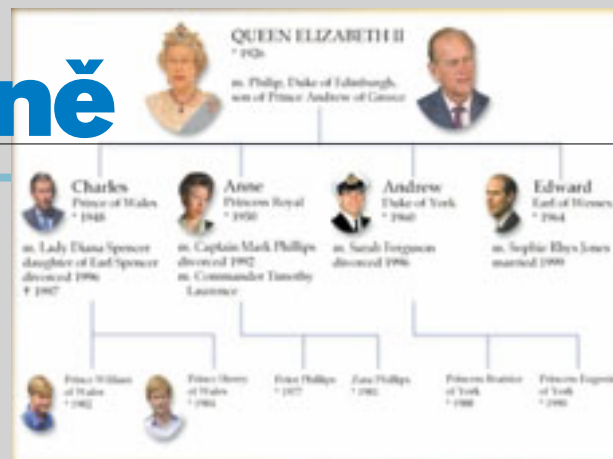 ně
QUEEN ELIZABETH II
* 1926
m. Philip, Duke of Edinburgh,
son of Prince Andrew of Greece
Charles
Prince of Wales
* 1948
m. Lady Diana Spencer
daughter of Earl Spencer
divorced 1996
† 1997
Anne
Princess Royal
* 1950
m. Captain Mark Phillips
divorced 1992
m. Commander Timothy
Laurence
Andrew
Duke of York
* 1960
m. Sarah Ferguson
divorced 1996
Edward
Earl of Wessex
* 1964
m. Sophie Rhys Jones
married 1999
Prince William
of Wales
* 1982
Prince Henry
of Wales
* 1984
Peter Phillips
* 1977
Zara Phillips
* 1981
Princess Beatrice
of York
* 1988
Princess Eugenie
of York
* 1990